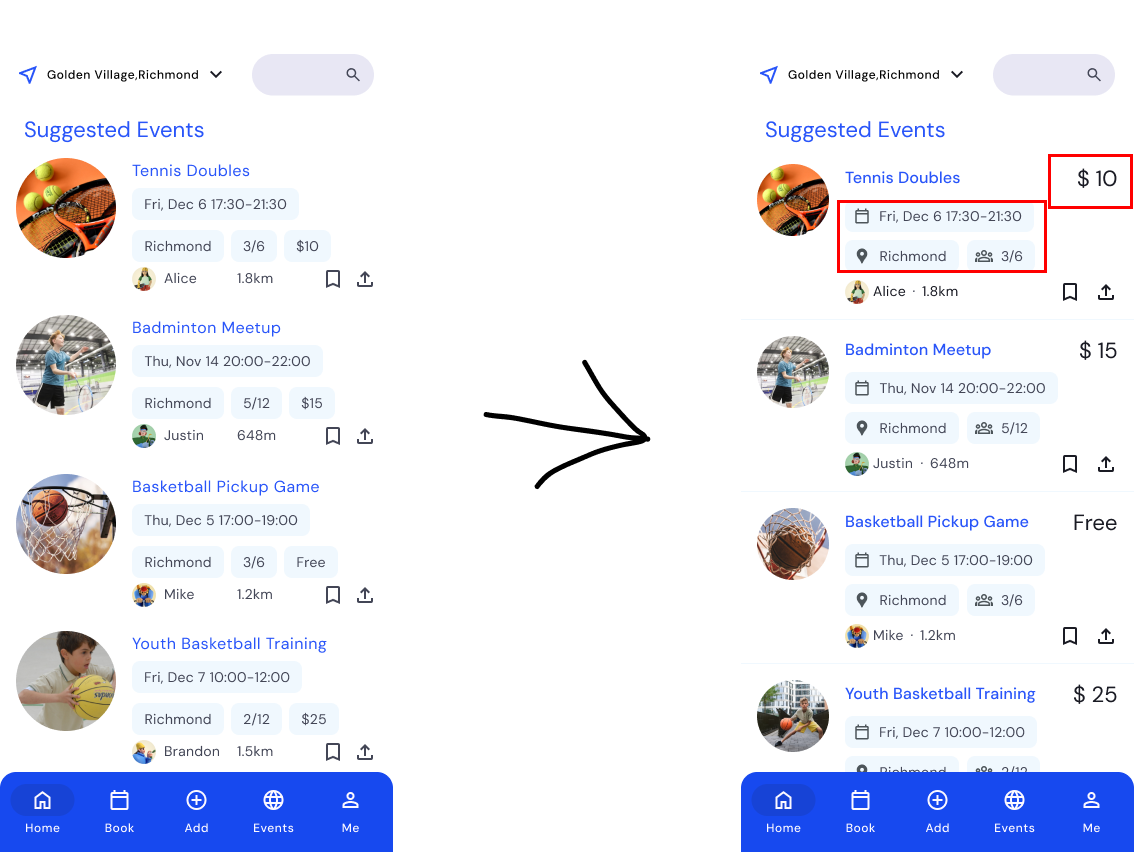 Golden Village,Richmond
Suggested Events
Tennis Doubles
Fri, Dec 6 17:30-21:30
Richmond 3/6 $10
Alice 1.8km
Badminton Meetup
Thu, Nov 14 20:00-22:00
Richmond 5/12 $15
Justin 648m
Basketball Pickup Game
Thu, Dec 5 17:00-19:00
Richmond 3/6 Free
Mike 1.2km
Youth Basketball Training
Fri, Dec 7 10:00-12:00
Richmond 2/12 $25
Brandon 1.5km
Home Book Add Events Me
Golden Village,Richmond
Suggested Events
Tennis Doubles $ 10
Fri, Dec 6 17:30-21:30
Richmond 3/6
Alice · 1.8km
Badminton Meetup $ 15
Thu, Nov 14 20:00-22:00
Richmond 5/12
Justin · 648m
Basketball Pickup Game Free
Thu, Dec 5 17:00-19:00
Richmond 3/6
Mike · 1.2km
Youth Basketball Training $ 25
Fri, Dec 7 10:00-12:00
Richmond 2/12
Home Book Add Events Me